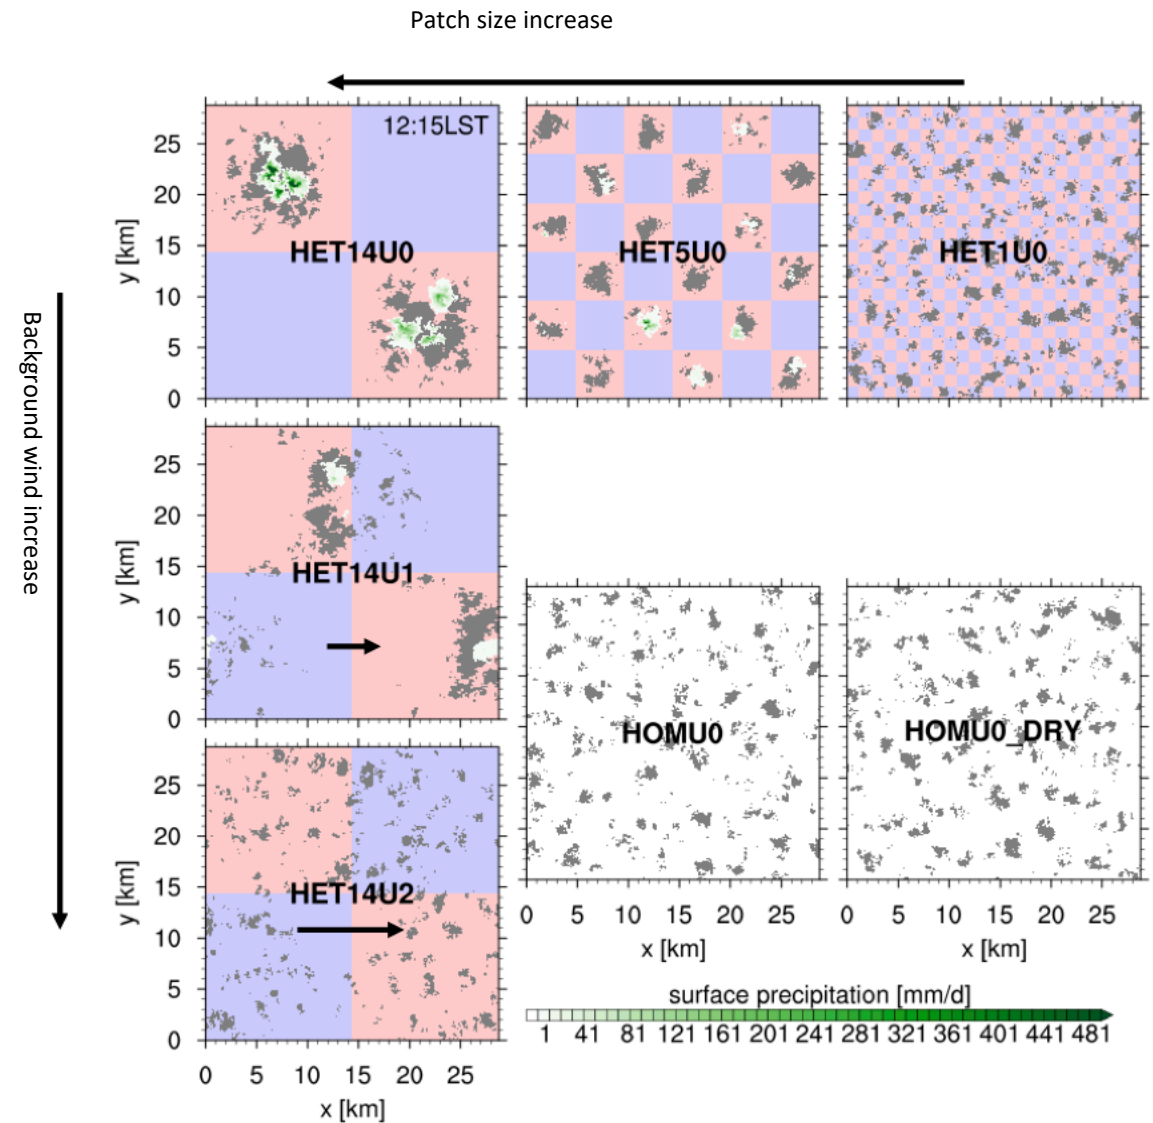 Patch size increase
Background wind increase
12:15LST
y [km]
25
20
15
10
5
0
HET14U0
HET5U0
HET1U0
y [km]
25
20
15
10
5
0
HET14U1
HOMU0
HOMU0_DRY
0 5 10 15 20 25
x [km]
0 5 10 15 20 25
x [km]
y [km]
25
20
15
10
5
0
HET14U2
0 5 10 15 20 25
x [km]
surface precipitation [mm/d]
1 41 81 121 161 201 241 281 321 361 401 441 481